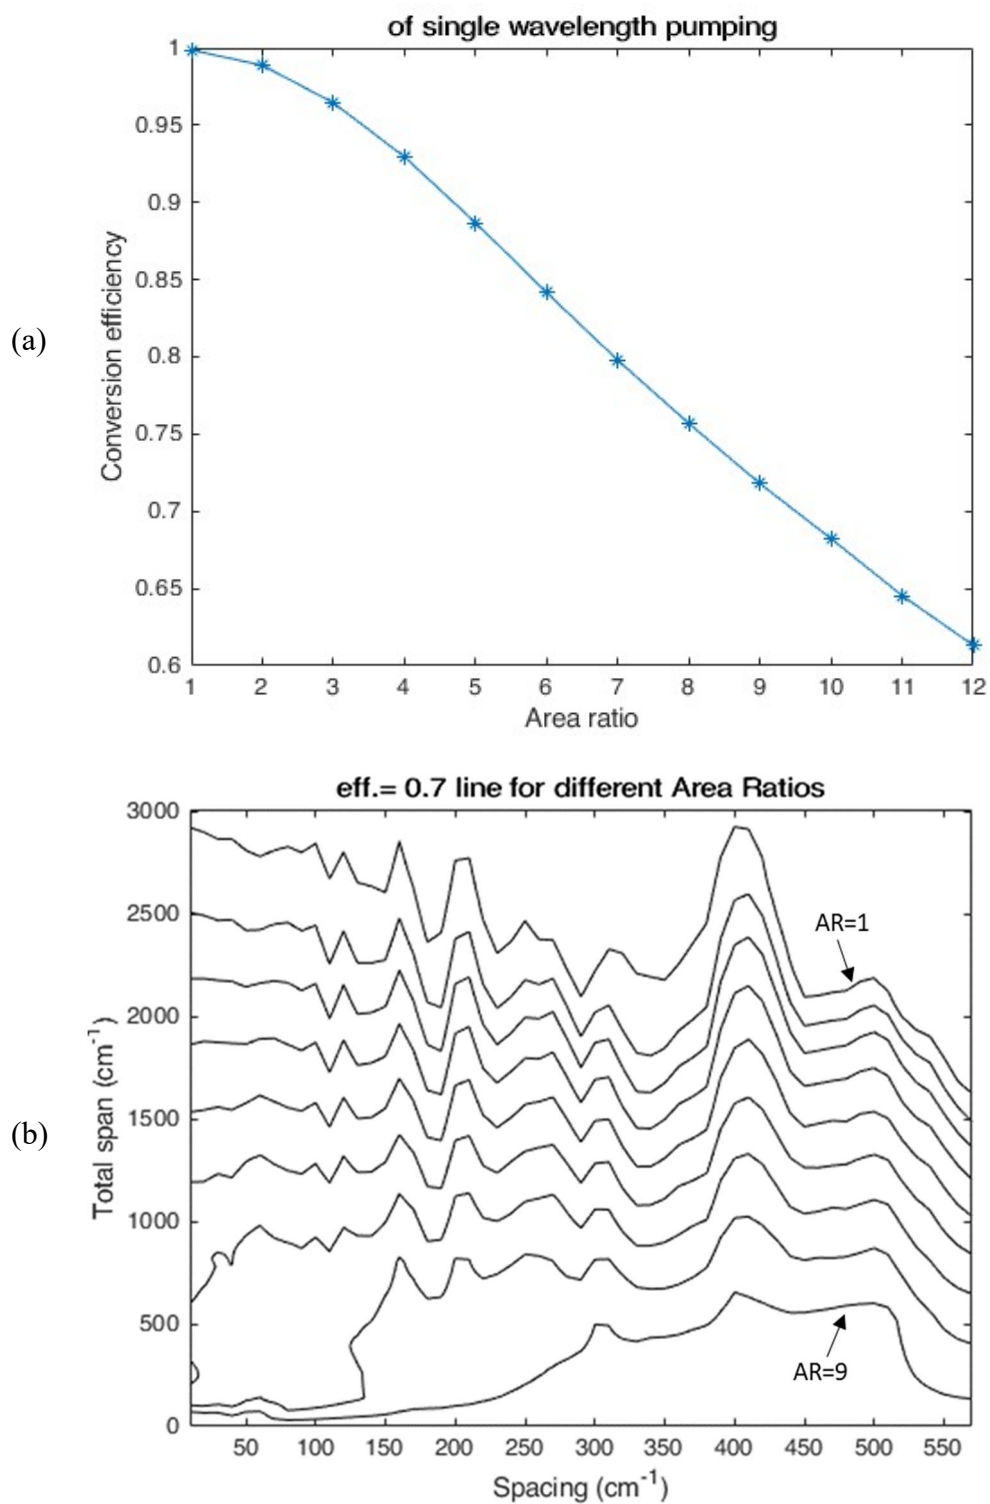 of single wavelength pumping
1
0.95
0.9
0.85
0.8
0.75
0.7
0.65
0.6
Conversion efficiency
(a)
1 2 3 4 5 6 7 8 9 10 11 12
Area ratio
eff.= 0.7 line for different Area Ratios
3000
2500
2000
1500
1000
500
0
Total span (cm⁻¹)
(b)
AR=1
AR=9
50 100 150 200 250 300 350 400 450 500 550
Spacing (cm⁻¹)